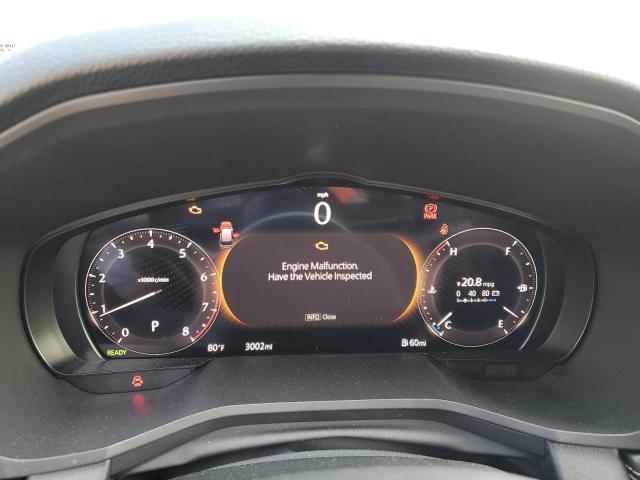 mph
0
PARK
4
3 5
2 6
1 7
0 8
x1000r/min
P
READY
Engine Malfunction.
Have the Vehicle Inspected
INFO Close
H F
20.8 mpg
0 40 80
C E
80°F
3002mi
60mi